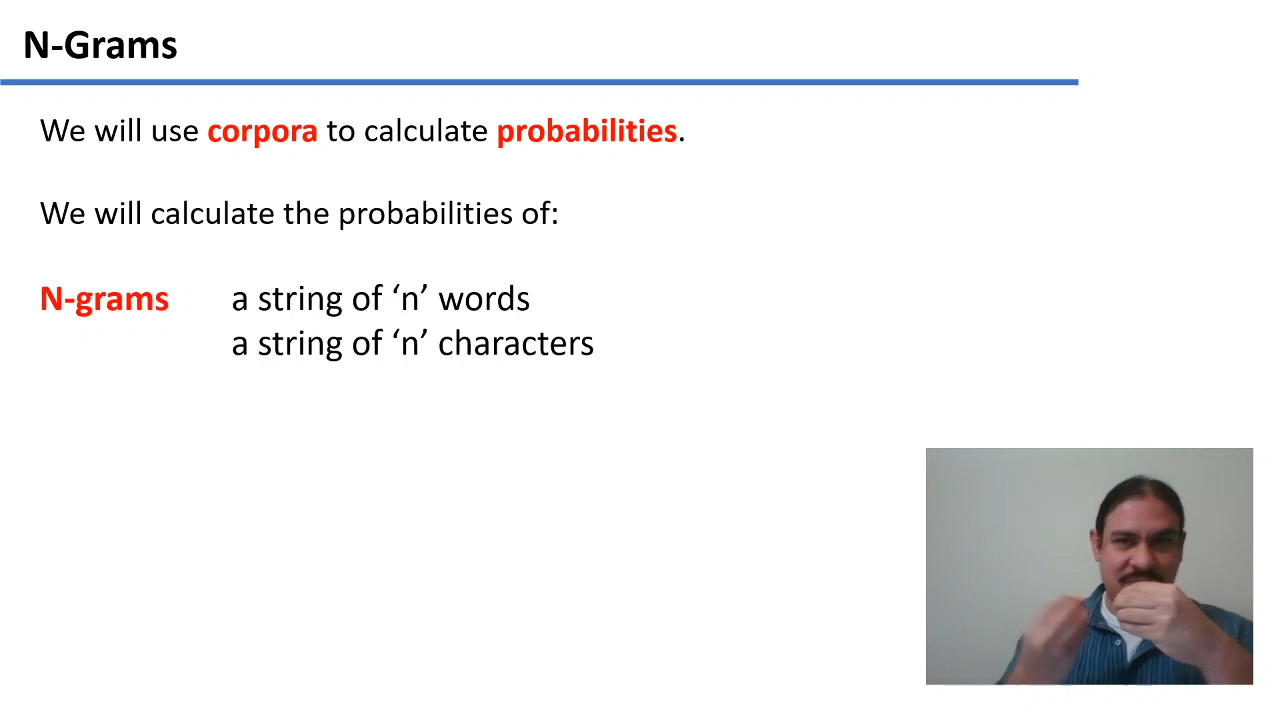 N-Grams
We will use corpora to calculate probabilities.
We will calculate the probabilities of:
N-grams a string of ‘n’ words
a string of ‘n’ characters